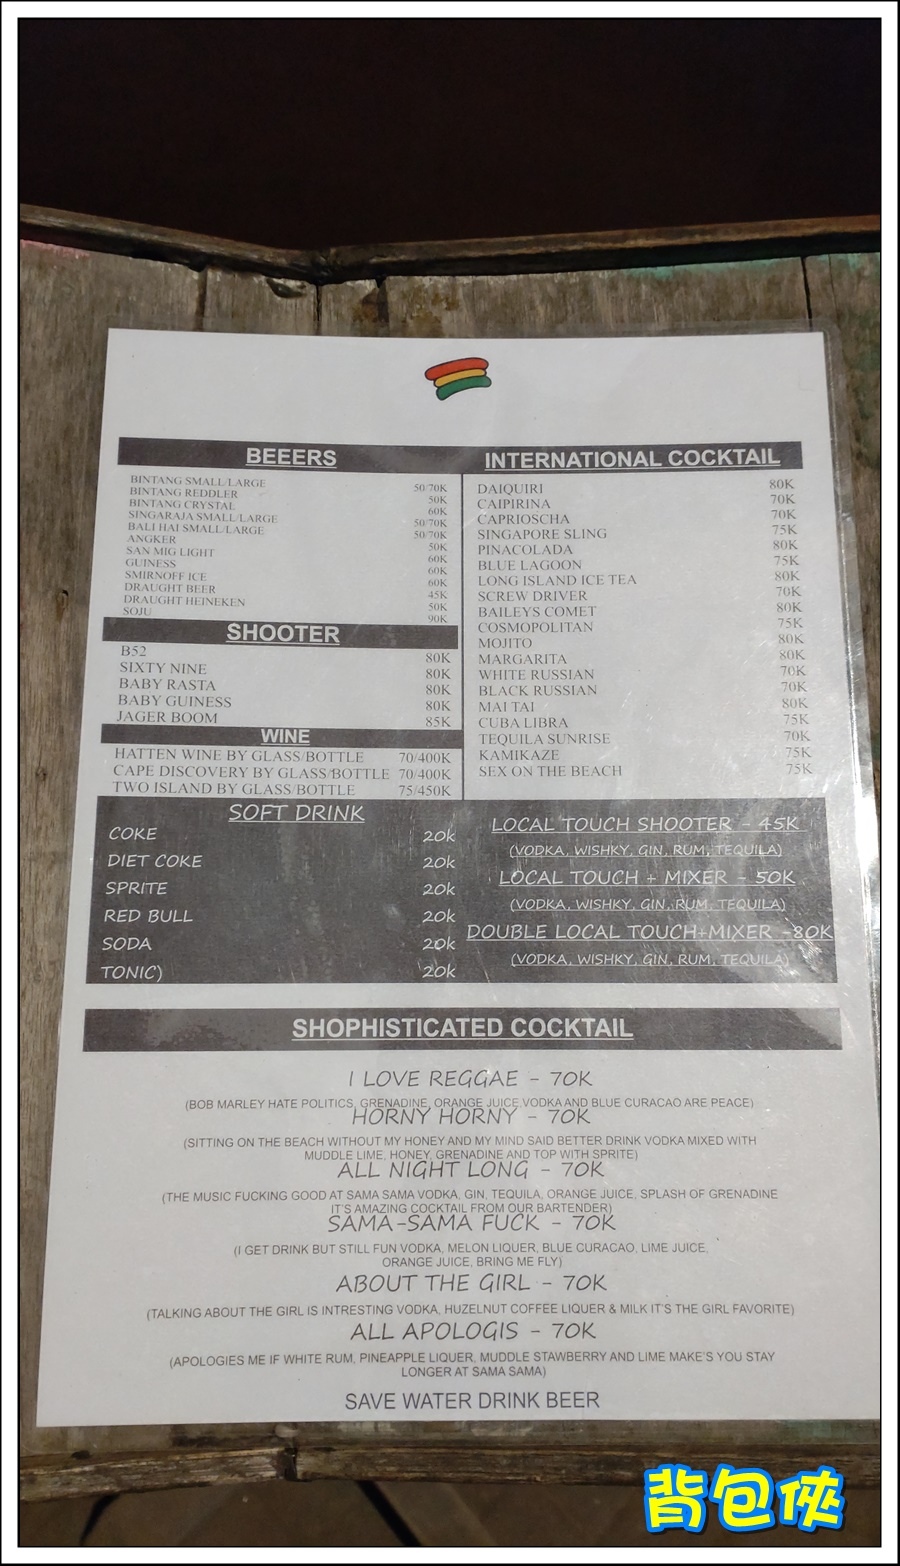 BEEERS
BINTANG SMALL/LARGE 50/70K
BINTANG REDDLER 50K
BINTANG CRYSTAL 60K
SINGARAJA SMALL/LARGE 50/70K
BALI HAI SMALL/LARGE 50/70K
ANGKER 50K
SAN MIG LIGHT 60K
GUINESS 60K
SMIRNOFF ICE 60K
DRAUGHT BEER 45K
DRAUGHT HEINEKEN 50K
SOJU 90K
SHOOTER
B52 80K
SIXTY NINE 80K
BABY RASTA 80K
BABY GUINESS 80K
JAGER BOOM 85K
WINE
HATTEN WINE BY GLASS/BOTTLE 70/400K
CAPE DISCOVERY BY GLASS/BOTTLE 70/400K
TWO ISLAND BY GLASS/BOTTLE 75/450K
INTERNATIONAL COCKTAIL
DAIQUIRI 80K
CAIPIRINA 70K
CAPRIOSCHA 70K
SINGAPORE SLING 75K
PINACOLADA 80K
BLUE LAGOON 75K
LONG ISLAND ICE TEA 80K
SCREW DRIVER 70K
BAILEYS COMET 80K
COSMOPOLITAN 75K
MOJITO 80K
MARGARITA 80K
WHITE RUSSIAN 70K
BLACK RUSSIAN 70K
MAI TAI 80K
CUBA LIBRA 75K
TEQUILA SUNRISE 70K
KAMIKAZE 75K
SEX ON THE BEACH 75K
SOFT DRINK
COKE 20k
DIET COKE 20k
SPRITE 20k
RED BULL 20k
SODA 20k
TONIC) 20k
LOCAL TOUCH SHOOTER - 45K
(VODKA, WISHKY, GIN, RUM, TEQUILA)
LOCAL TOUCH + MIXER - 50K
(VODKA, WISHKY, GIN, RUM, TEQUILA)
DOUBLE LOCAL TOUCH+MIXER -80K
(VODKA, WISHKY, GIN, RUM, TEQUILA)
SHOPHISTICATED COCKTAIL
I LOVE REGGAE - 70K
(BOB MARLEY HATE POLITICS, GRENADINE, ORANGE JUICE,VODKA AND BLUE CURACAO ARE PEACE)
HORNY HORNY - 70K
(SITTING ON THE BEACH WITHOUT MY HONEY AND MY MIND SAID BETTER DRINK VODKA MIXED WITH
MUDDLE LIME, HONEY, GRENADINE AND TOP WITH SPRITE)
ALL NIGHT LONG - 70K
(THE MUSIC FUCKING GOOD AT SAMA SAMA VODKA, GIN, TEQUILA, ORANGE JUICE, SPLASH OF GRENADINE
IT'S AMAZING COCKTAIL FROM OUR BARTENDER)
SAMA-SAMA FUCK - 70K
(I GET DRINK BUT STILL FUN VODKA, MELON LIQUER, BLUE CURACAO, LIME JUICE,
ORANGE JUICE, BRING ME FLY)
ABOUT THE GIRL - 70K
(TALKING ABOUT THE GIRL IS INTRESTING VODKA, HUZELNUT COFFEE LIQUER & MILK IT'S THE GIRL FAVORITE)
ALL APOLOGIS - 70K
(APOLOGIES ME IF WHITE RUM, PINEAPPLE LIQUER, MUDDLE STAWBERRY AND LIME MAKE'S YOU STAY
LONGER AT SAMA SAMA)
SAVE WATER DRINK BEER
背包俠